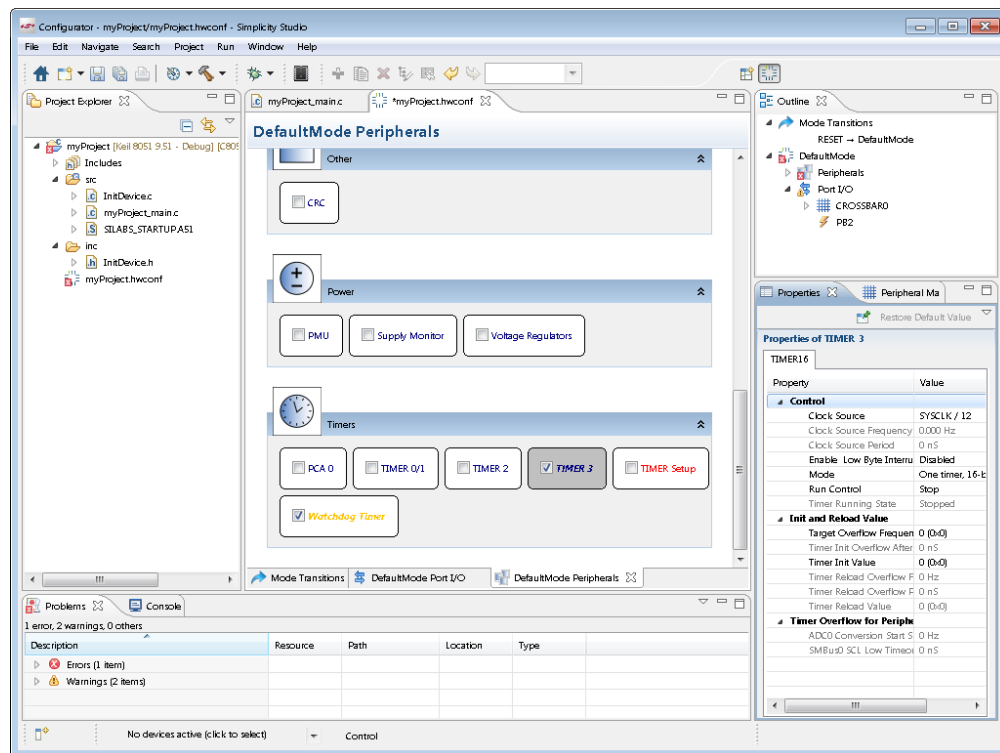 Configurator - myProject/myProject.hwconf - Simplicity Studio
File Edit Navigate Search Project Run Window Help
Project Explorer
myProject [Keil 8051 9.51 - Debug] [C805
Includes
src
InitDevice.c
myProject_main.c
SILABS_STARTUP.A51
inc
InitDevice.h
myProject.hwconf
myProject_main.c
*myProject.hwconf
DefaultMode Peripherals
Other
CRC
Power
PMU
Supply Monitor
Voltage Regulators
Timers
PCA 0
TIMER 0/1
TIMER 2
TIMER 3
TIMER Setup
Watchdog Timer
Mode Transitions
DefaultMode Port I/O
DefaultMode Peripherals
Outline
Mode Transitions
RESET → DefaultMode
DefaultMode
Peripherals
Port I/O
CROSSBAR0
PB2
Properties
Peripheral Ma
Restore Default Value
Properties of TIMER 3
TIMER16
Property Value
Control
Clock Source SYSCLK / 12
Clock Source Frequency 0.000 Hz
Clock Source Period 0 nS
Enable Low Byte Interru Disabled
Mode One timer, 16-b
Run Control Stop
Timer Running State Stopped
Init and Reload Value
Target Overflow Frequen 0 (0x0)
Timer Init Overflow After 0 nS
Timer Init Value 0 (0x0)
Timer Reload Overflow F 0 Hz
Timer Reload Overflow P 0 nS
Timer Reload Value 0 (0x0)
Timer Overflow for Periphe
ADC0 Conversion Start S 0 Hz
SMBus0 SCL Low Timeou 0 nS
Problems
Console
1 error, 2 warnings, 0 others
Description Resource Path Location Type
Errors (1 item)
Warnings (2 items)
No devices active (click to select)
Control